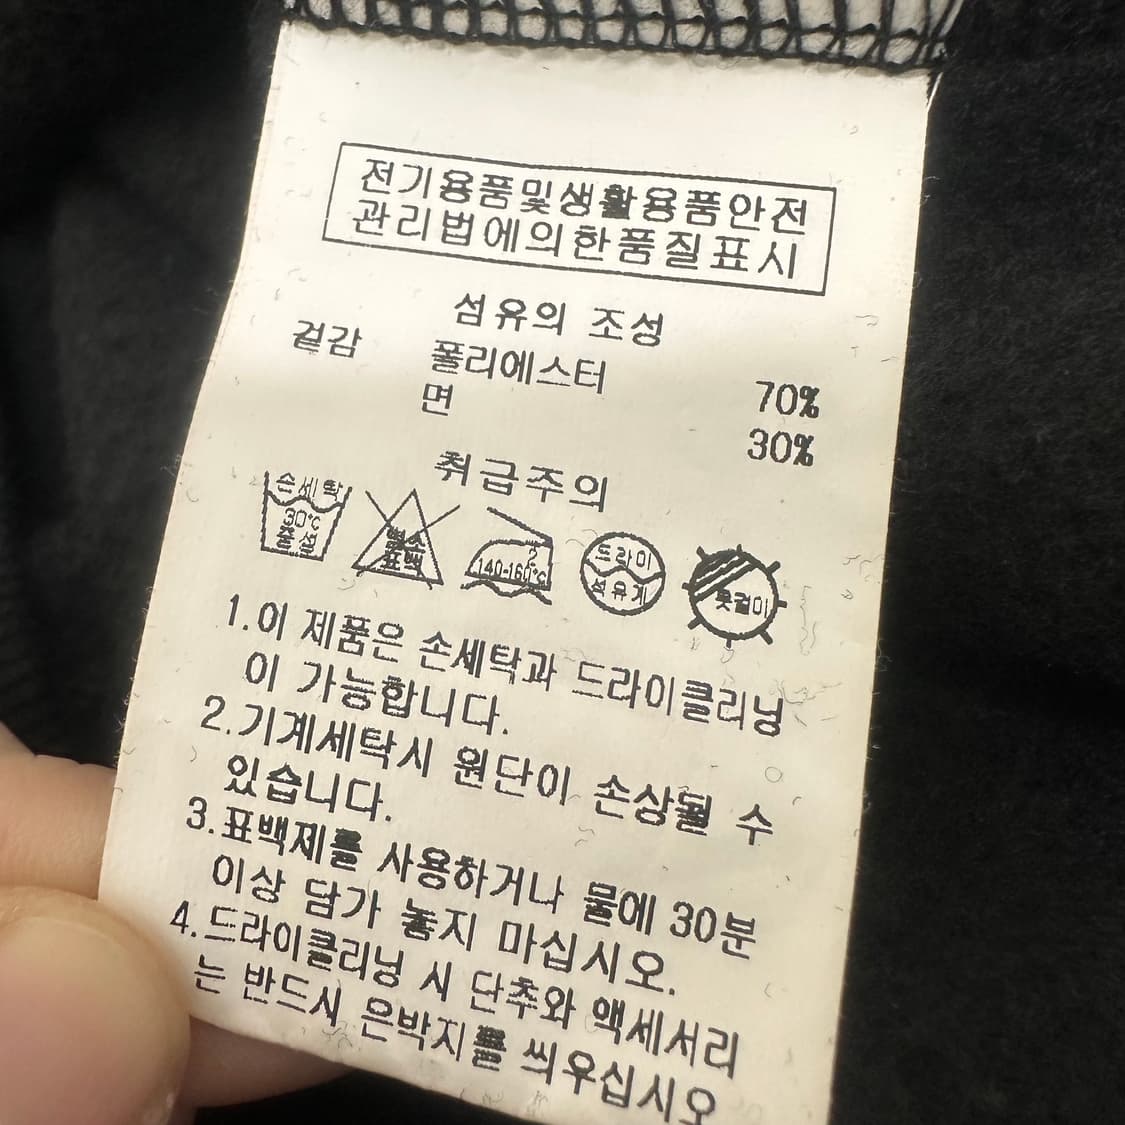 전기용품및생활용품안전
관리법에의한품질표시
섬유의 조성
겉감 폴리에스터 70%
면 30%
취급주의
손세탁
30℃
중성
염소
표백
2
140-160℃
드라이
석유계
옷걸이
1.이 제품은 손세탁과 드라이클리닝
이 가능합니다.
2.기계세탁시 원단이 손상될 수
있습니다.
3.표백제를 사용하거나 물에 30분
이상 담가 놓지 마십시오.
4.드라이클리닝 시 단추와 액세서리
는 반드시 은박지를 씌우십시오